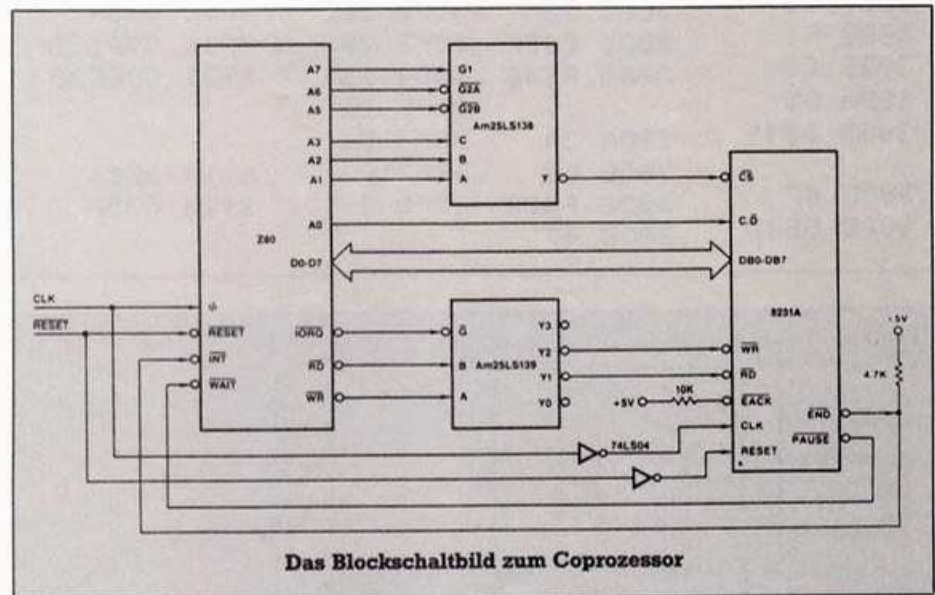 A7
G1
A6
G2A
A5
G2B
Am25LS138
A3
C
A2
B
A1
A
Y
CS
A0
C D
Z80
D0-D7
DB0-DB7
CLK
RESET
RESET
INT
WAIT
IORQ
G
Y3
8231A
+5V
RD
B
Am25LS139
Y2
WR
Y1
RD
4.7K
WR
A
Y0
+5V
10K
EACK
END
CLK
74LS04
PAUSE
RESET
Das Blockschaltbild zum Coprozessor